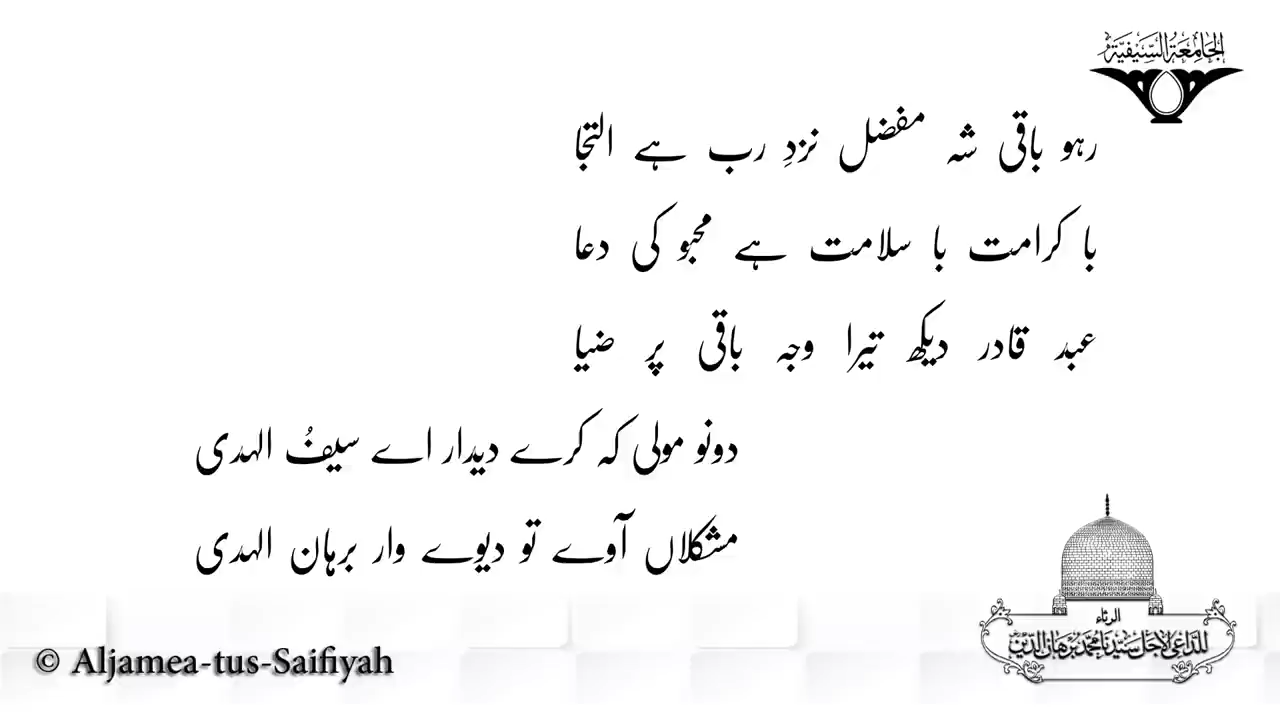 الجامعة السيفية
رہو باقی شہ مفضل نزدِ رب ہے التجا
با کرامت با سلامت ہے محبو کی دعا
عبد قادر دیکھ تیرا وجہ باقی پر ضیا
دونو مولی کہ کرے دیدار اے سیفُ الہدی
مشکلاں آوے تو دیوے وار برہان الہدی
الرثاء
للداعي الأجل سيدنا محمد برهان الدين
© Aljamea-tus-Saifiyah